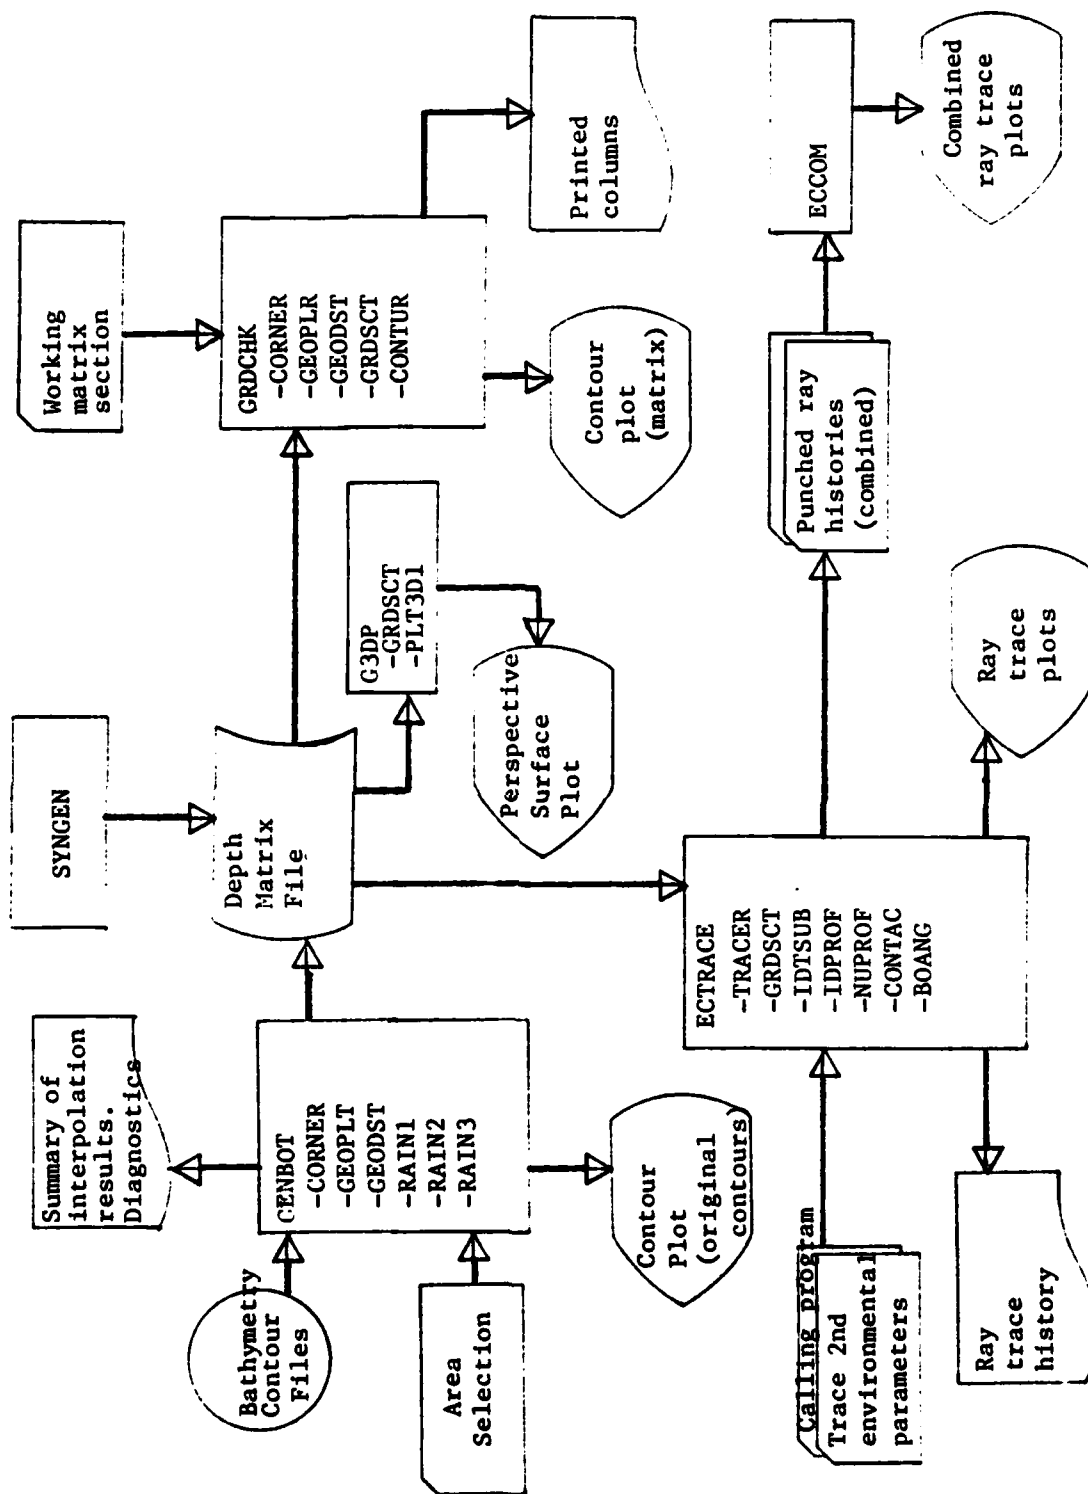 Bathymetry
Contour
Files
Area
Selection
Summary of
interpolation
results.
Diagnostics
GENBOT
-CORNER
-GEOPLT
-GEODST
-RAIN1
-RAIN2
-RAIN3
Contour
Plot
(original
contours)
SYNGEN
Depth
Matrix
File
G3DP
-GRDSCT
-PLT3D1
Perspective
Surface
Plot
Working
matrix
section
GRDCHK
-CORNER
-GEOPLR
-GEODST
-GRDSCT
-CONTUR
Contour
plot
(matrix)
Printed
columns
Calling program
Trace 2nd
environmental
parameters
ECTRACE
-TRACER
-GRDSCT
-IDTSUB
-IDPROF
-NUPROF
-CONTAC
-BOANG
Ray
trace
history
Ray
trace
plots
Punched ray
histories
(combined)
ECCOM
Combined
ray trace
plots